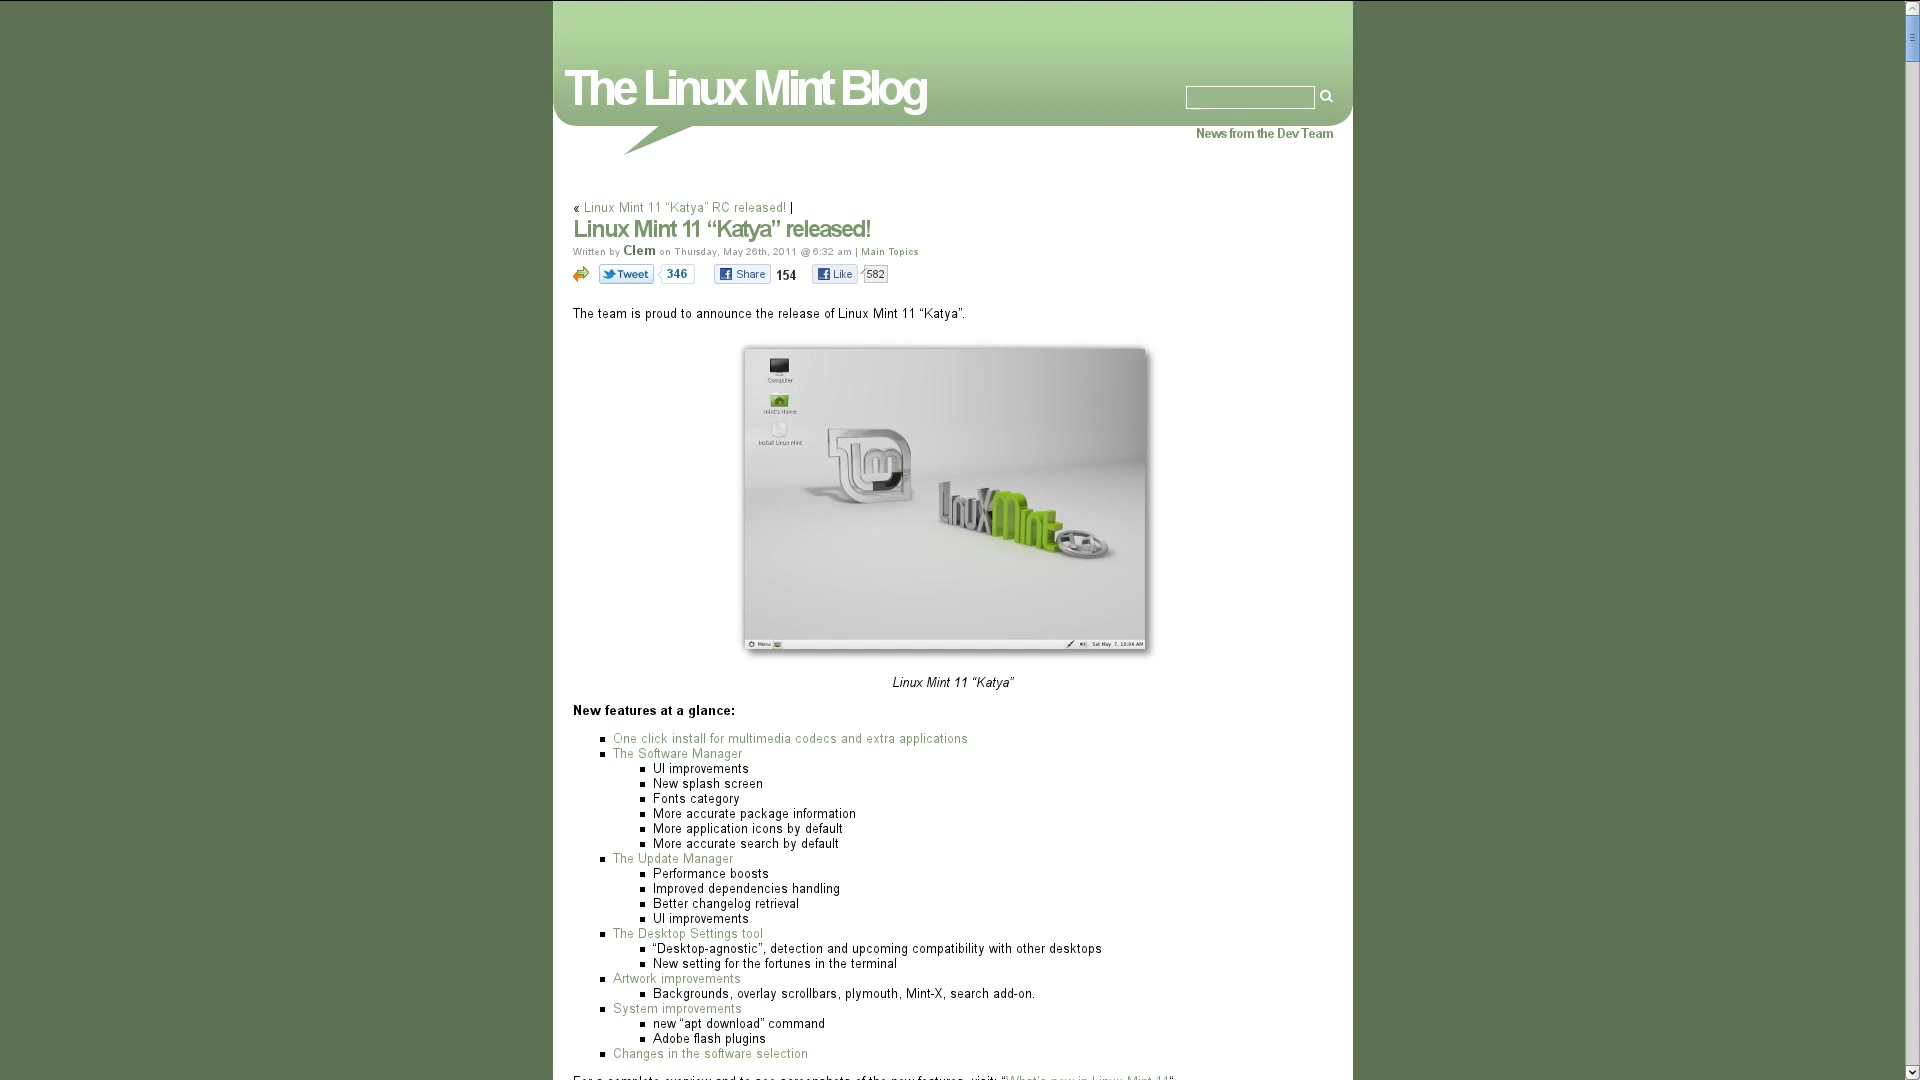 The Linux Mint Blog
News from the Dev Team
« Linux Mint 11 “Katya” RC released! |
Linux Mint 11 “Katya” released!
Written by Clem on Thursday, May 26th, 2011 @ 6:32 am | Main Topics
Tweet 346 Share 154 Like 582
The team is proud to announce the release of Linux Mint 11 “Katya”.
Computer
mint's Home
Install Linux Mint
Linux Mint 11
Menu Sat May 7, 10:04 AM
Linux Mint 11 “Katya”
New features at a glance:
One click install for multimedia codecs and extra applications
The Software Manager
UI improvements
New splash screen
Fonts category
More accurate package information
More application icons by default
More accurate search by default
The Update Manager
Performance boosts
Improved dependencies handling
Better changelog retrieval
UI improvements
The Desktop Settings tool
“Desktop-agnostic”, detection and upcoming compatibility with other desktops
New setting for the fortunes in the terminal
Artwork improvements
Backgrounds, overlay scrollbars, plymouth, Mint-X, search add-on.
System improvements
new “apt download” command
Adobe flash plugins
Changes in the software selection
For a complete overview and to see screenshots of the new features, visit: “What’s new in Linux Mint 11“